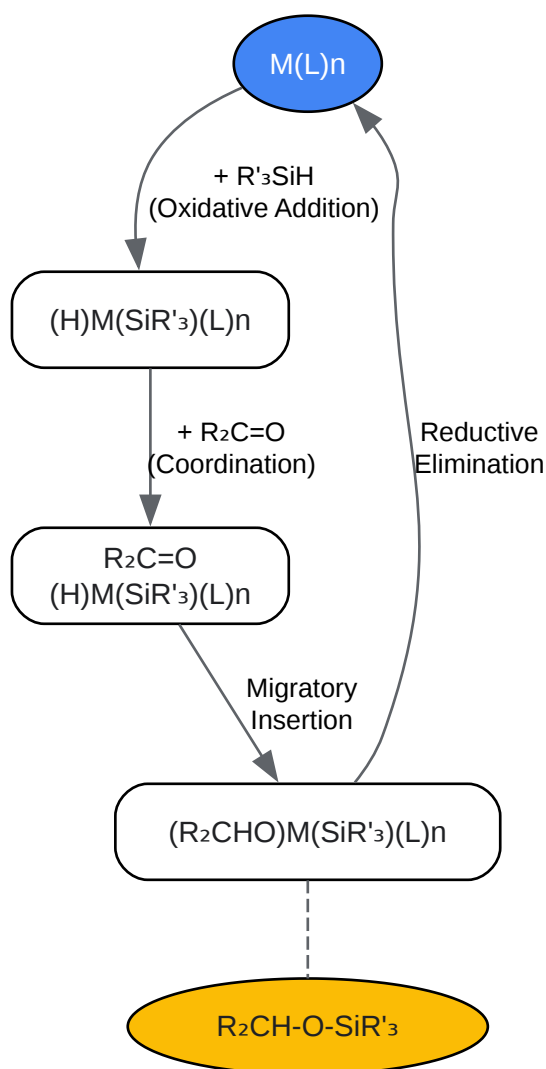 M(L)n
+ R'₃SiH
(Oxidative Addition)
(H)M(SiR'₃)(L)n
+ R₂C=O
(Coordination)
Reductive
Elimination
R₂C=O
(H)M(SiR'₃)(L)n
Migratory
Insertion
(R₂CHO)M(SiR'₃)(L)n
R₂CH-O-SiR'₃